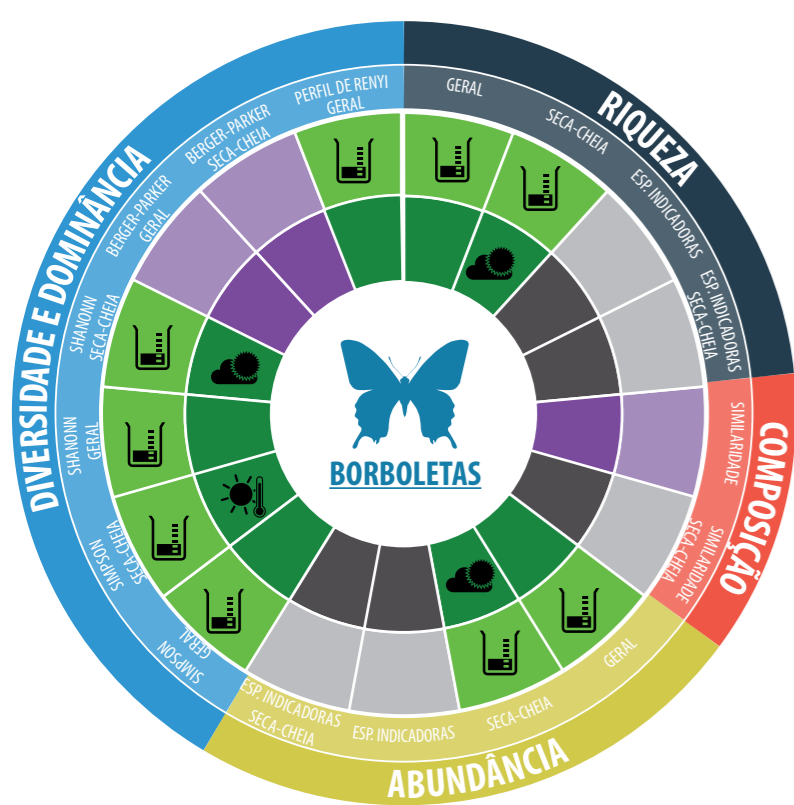 RIQUEZA
GERAL
SECA-CHEIA
ESP. INDICADORAS
ESP. INDICADORAS
SECA-CHEIA
COMPOSIÇÃO
SIMILARIDADE
SIMILARIDADE
SECA-CHEIA
ABUNDÂNCIA
GERAL
SECA-CHEIA
ESP. INDICADORAS
ESP. INDICADORAS
SECA-CHEIA
DIVERSIDADE E DOMINÂNCIA
SIMPSON
GERAL
SIMPSON
SECA-CHEIA
SHANONN
GERAL
SHANONN
SECA-CHEIA
BERGER-PARKER
GERAL
BERGER-PARKER
SECA-CHEIA
PERFIL DE RENYI
GERAL
BORBOLETAS